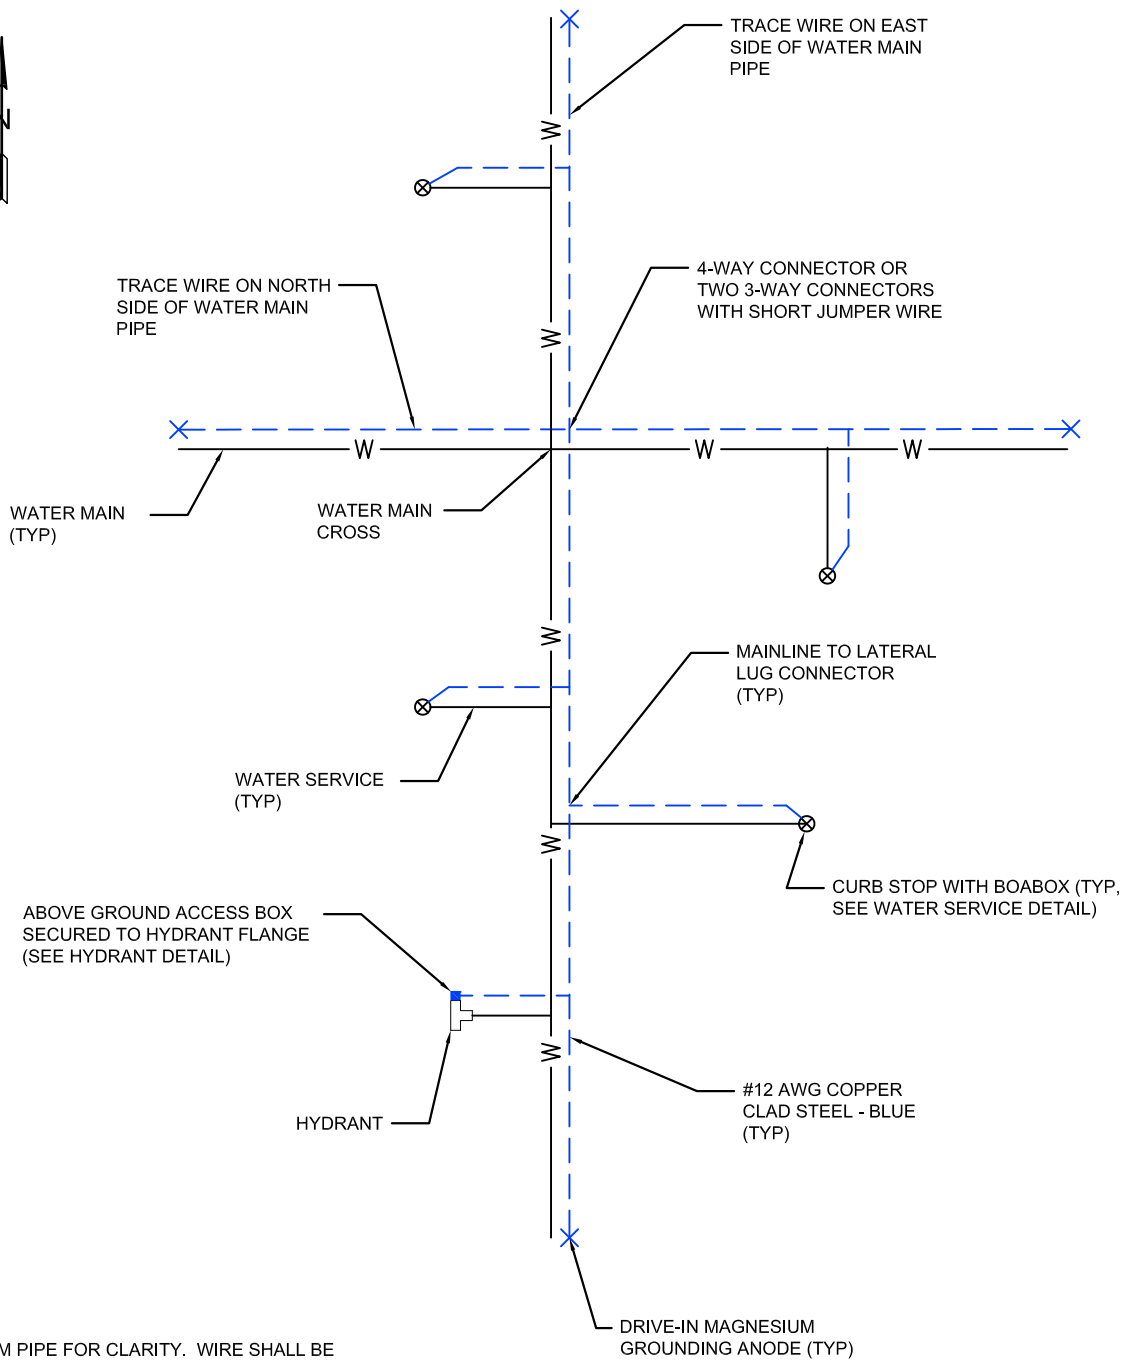 TRACE WIRE ON EAST
SIDE OF WATER MAIN
PIPE
N
W
4-WAY CONNECTOR OR
TWO 3-WAY CONNECTORS
WITH SHORT JUMPER WIRE
TRACE WIRE ON NORTH
SIDE OF WATER MAIN
PIPE
W
W
W
W
WATER MAIN
(TYP)
WATER MAIN
CROSS
W
MAINLINE TO LATERAL
LUG CONNECTOR
(TYP)
WATER SERVICE
(TYP)
W
CURB STOP WITH BOABOX (TYP,
SEE WATER SERVICE DETAIL)
ABOVE GROUND ACCESS BOX
SECURED TO HYDRANT FLANGE
(SEE HYDRANT DETAIL)
W
#12 AWG COPPER
CLAD STEEL - BLUE
(TYP)
HYDRANT
DRIVE-IN MAGNESIUM
GROUNDING ANODE (TYP)
PIPE FOR CLARITY. WIRE SHALL BE